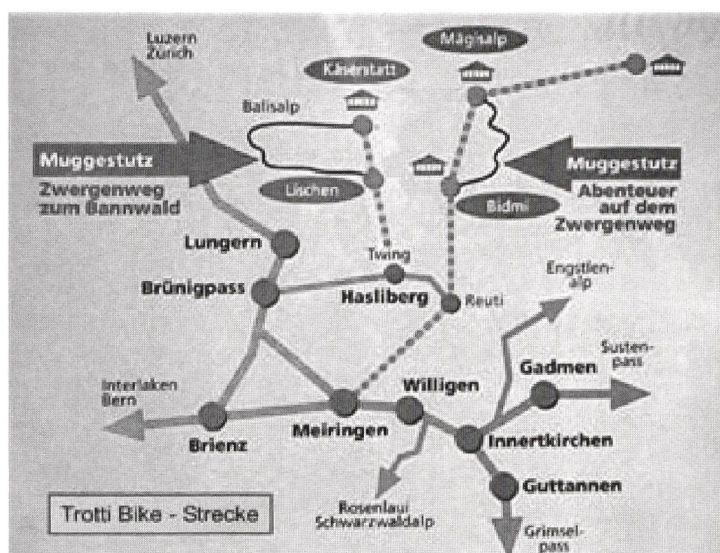 Luzern
Zürich
Käserstatt
Mägisalp
Balisalp
Muggestutz
Zwergenweg
zum Bannwald
Lischen
Bidmi
Muggestutz
Abenteuer
auf dem
Zwergenweg
Lungern
Twing
Brünigpass
Hasliberg
Reuti
Engstlen-
alp
Interlaken
Bern
Brienz
Meiringen
Willigen
Gadmen
Susten-
pass
Innertkirchen
Guttannen
Rosenlaui
Schwarzwaldalp
Grimsel-
pass
Trotti Bike - Strecke